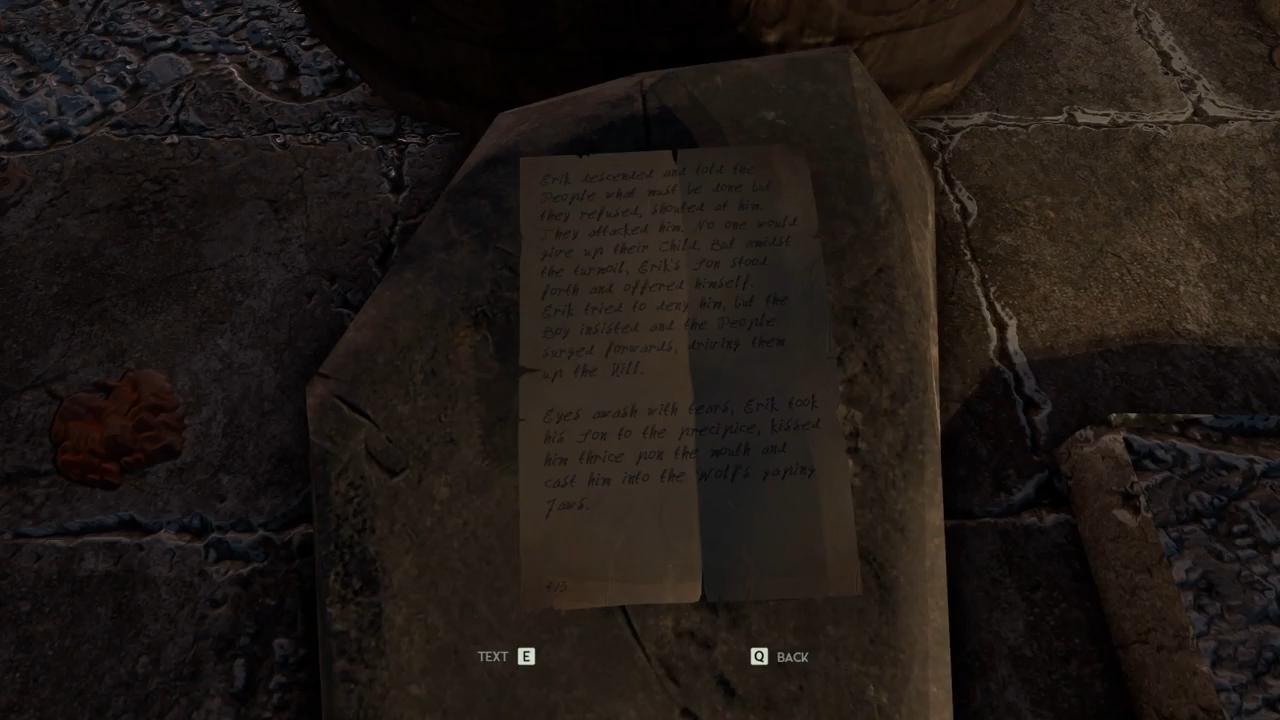 Erik descended and told the
People what must be done but
they refused, shouted at him.
They attacked him. No one would
give up their Child. But amidst
the turmoil, Erik's Son stood
forth and offered himself.
Erik tried to deny him, but the
Boy insisted and the People
surged forwards, driving them
up the Hill.
Eyes awash with tears, Erik took
his Son to the precipice, kissed
him thrice pon the mouth and
cast him into the Wolf's gaping
Jaws.
4/5
TEXT E
Q BACK